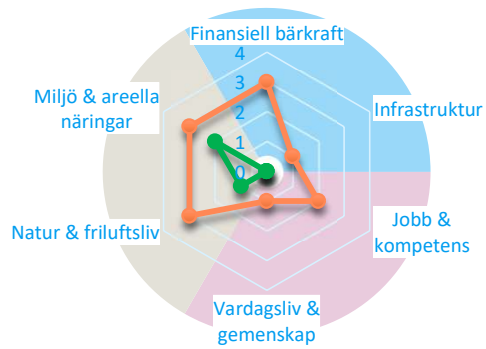 Finansiell bärkraft
4
3
2
1
0
Miljö & areella
näringar
Infrastruktur
Natur & friluftsliv
Jobb &
kompetens
Vardagsliv &
gemenskap